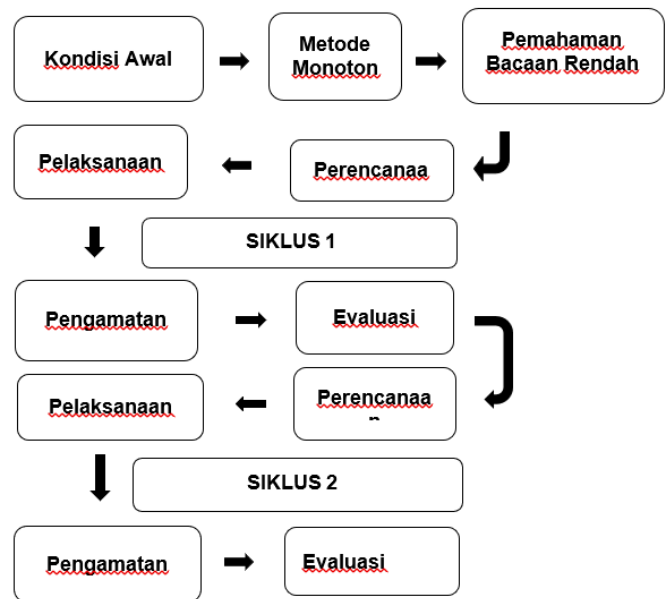 Kondisi Awal
Metode
Monoton
Pemahaman
Bacaan Rendah
Pelaksanaan
Perencanaa
SIKLUS 1
Pengamatan
Evaluasi
Pelaksanaan
Perencanaa
SIKLUS 2
Pengamatan
Evaluasi